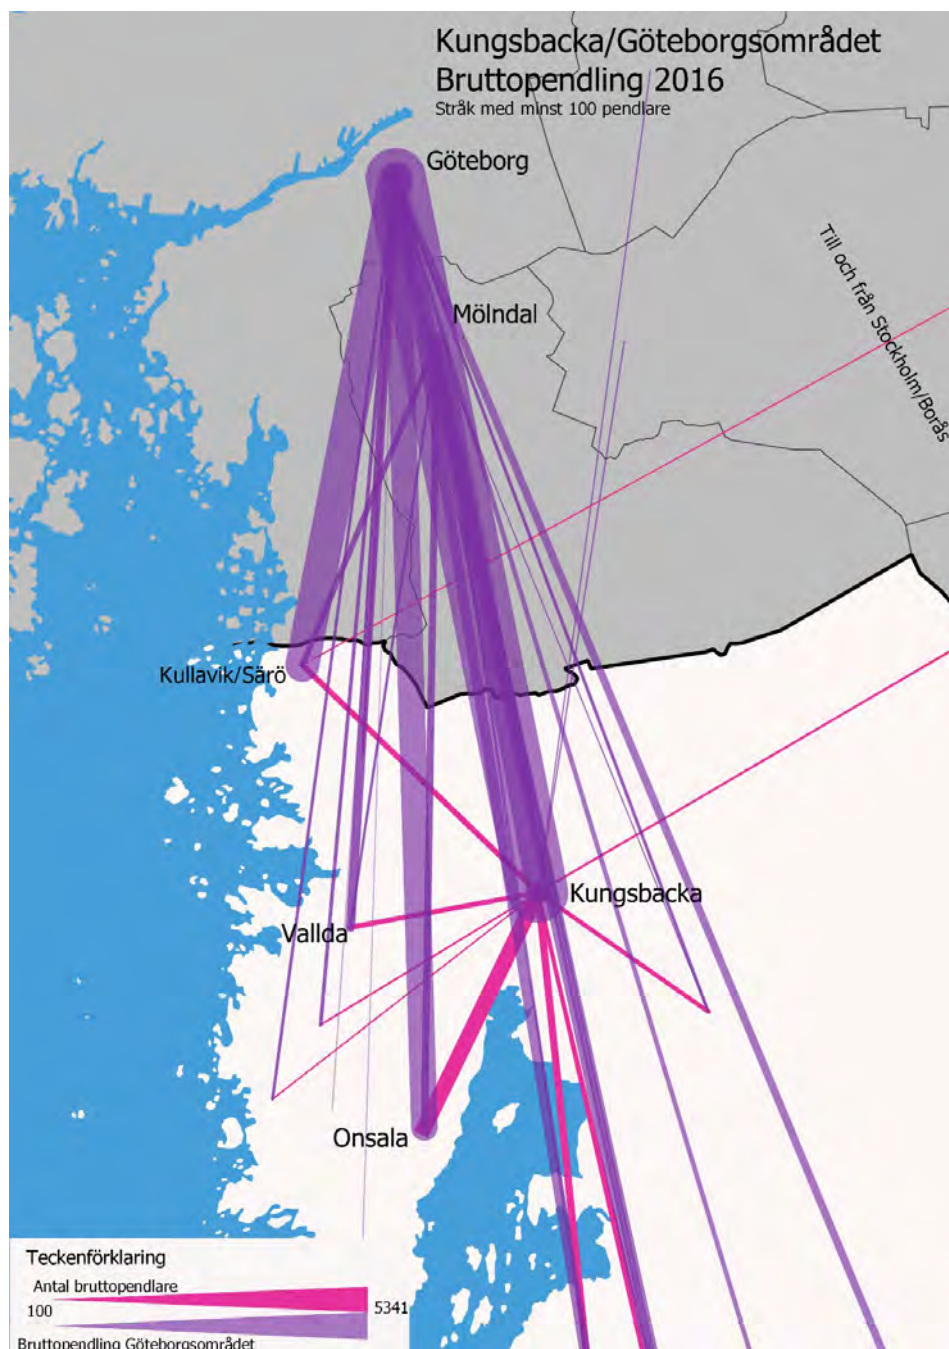 Kungsbacka/Göteborgsområdet
Bruttopendling 2016
Stråk med minst 100 pendlare
Göteborg
Till och från Stockholm/Borås
Mölndal
Kullavik/Särö
Kungsbacka
Vallda
Onsala
Teckenförklaring
Antal bruttopendlare
100
5341
Bruttopendling Göteborgsområdet